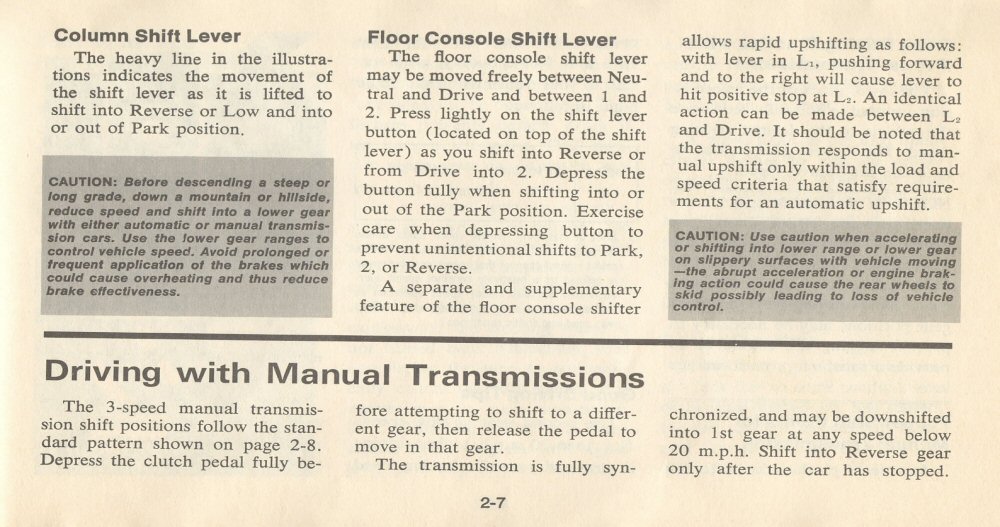 Column Shift Lever
The heavy line in the illustra-
tions indicates the movement of
the shift lever as it is lifted to
shift into Reverse or Low and into
or out of Park position.
CAUTION: Before descending a steep or
long grade, down a mountain or hillside,
reduce speed and shift into a lower gear
with either automatic or manual transmis-
sion cars. Use the lower gear ranges to
control vehicle speed. Avoid prolonged or
frequent application of the brakes which
could cause overheating and thus reduce
brake effectiveness.
Floor Console Shift Lever
The floor console shift lever
may be moved freely between Neu-
tral and Drive and between 1 and
2. Press lightly on the shift lever
button (located on top of the shift
lever) as you shift into Reverse or
from Drive into 2. Depress the
button fully when shifting into or
out of the Park position. Exercise
care when depressing button to
prevent unintentional shifts to Park,
2, or Reverse.
A separate and supplementary
feature of the floor console shifter
allows rapid upshifting as follows:
with lever in L₁, pushing forward
and to the right will cause lever to
hit positive stop at L₂. An identical
action can be made between L₂
and Drive. It should be noted that
the transmission responds to man-
ual upshift only within the load and
speed criteria that satisfy require-
ments for an automatic upshift.
CAUTION: Use caution when accelerating
or shifting into lower range or lower gear
on slippery surfaces with vehicle moving
—the abrupt acceleration or engine brak-
ing action could cause the rear wheels to
skid possibly leading to loss of vehicle
control.
Driving with Manual Transmissions
The 3-speed manual transmis-
sion shift positions follow the stan-
dard pattern shown on page 2-8.
Depress the clutch pedal fully be-
fore attempting to shift to a differ-
ent gear, then release the pedal to
move in that gear.
The transmission is fully syn-
chronized, and may be downshifted
into 1st gear at any speed below
20 m.p.h. Shift into Reverse gear
only after the car has stopped.
2-7